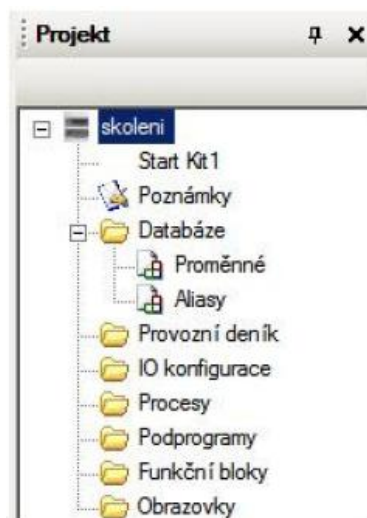 Projekt
skoleni
Start Kit1
Poznámky
Databáze
Proměnné
Aliasy
Provozní deník
IO konfigurace
Procesy
Podprogramy
Funkční bloky
Obrazovky